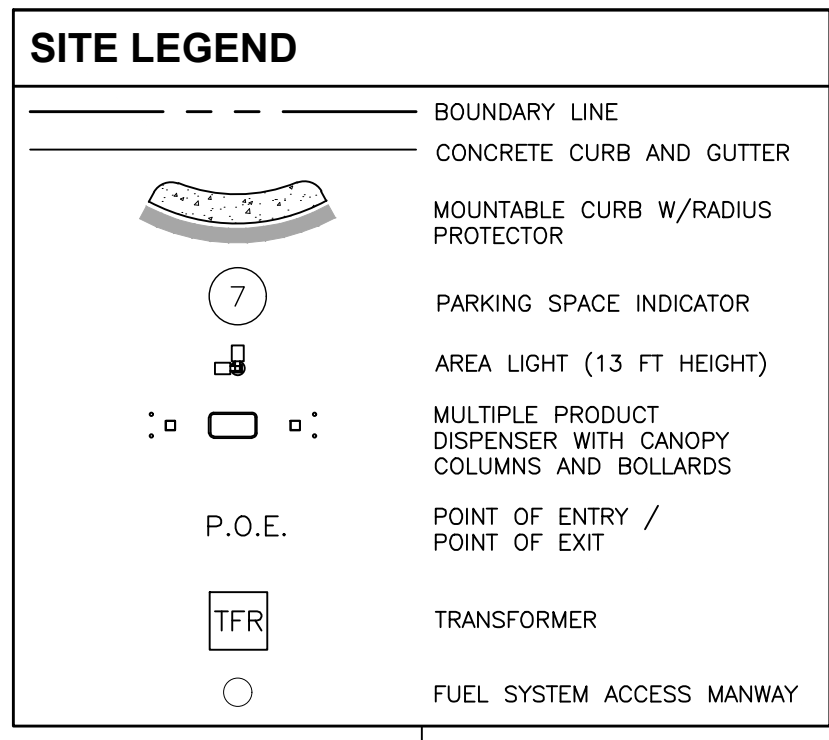 SITE LEGEND
BOUNDARY LINE
CONCRETE CURB AND GUTTER
MOUNTABLE CURB W/RADIUS
PROTECTOR
7
PARKING SPACE INDICATOR
AREA LIGHT (13 FT HEIGHT)
MULTIPLE PRODUCT
DISPENSER WITH CANOPY
COLUMNS AND BOLLARDS
P.O.E.
POINT OF ENTRY /
POINT OF EXIT
TFR
TRANSFORMER
FUEL SYSTEM ACCESS MANWAY